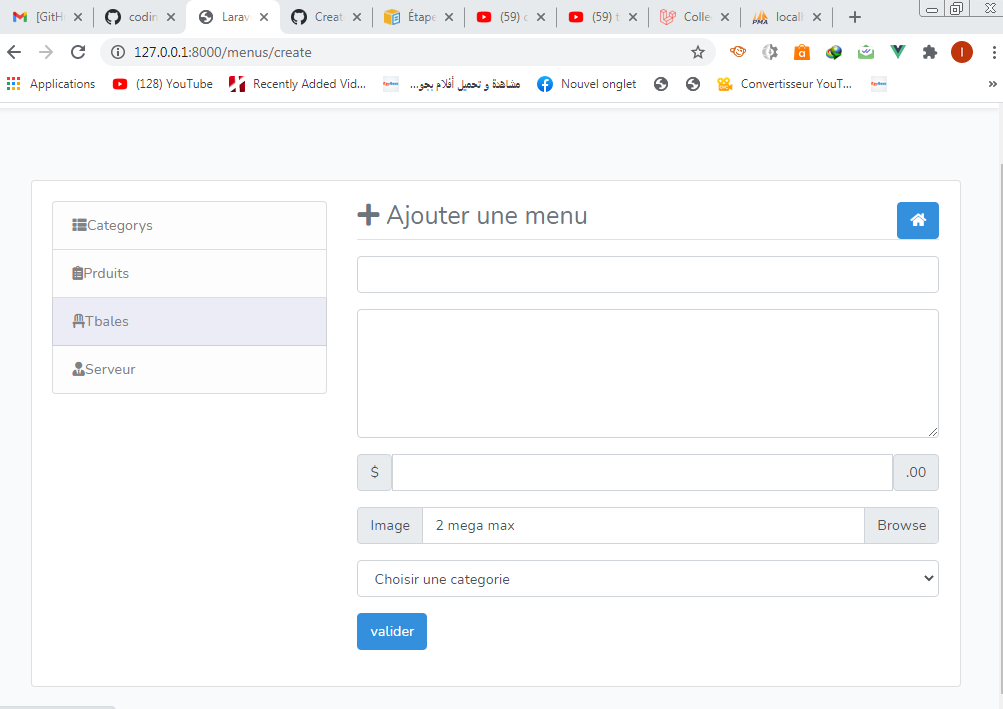 [GitH
codin
Larav
Creat
Étape
(59) c
(59) t
Colle
localh
127.0.0.1:8000/menus/create
Applications
(128) YouTube
Recently Added Vid...
مشاهدة و تحميل أفلام بجو...
Nouvel onglet
Convertisseur YouT...
»
Categorys
Prduits
Tbales
Serveur
Ajouter une menu
$
.00
Image
2 mega max
Browse
Choisir une categorie
valider